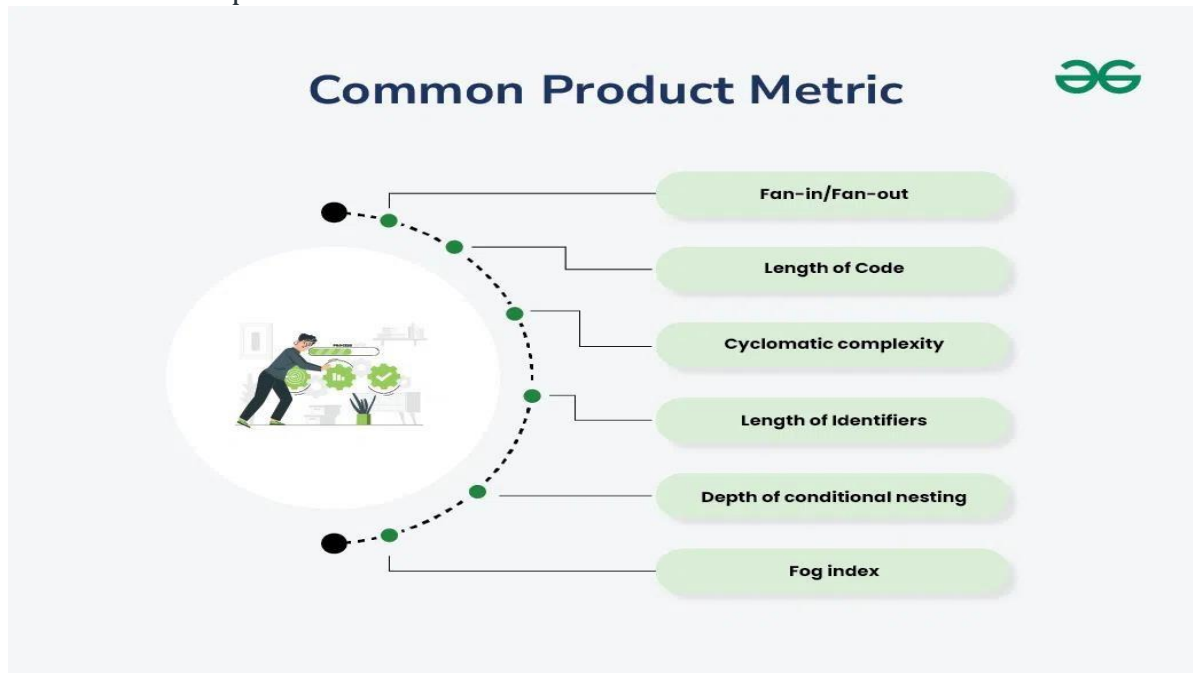 Common Product Metric
Fan-in/Fan-out
Length of Code
Cyclomatic complexity
Length of Identifiers
Depth of conditional nesting
Fog index